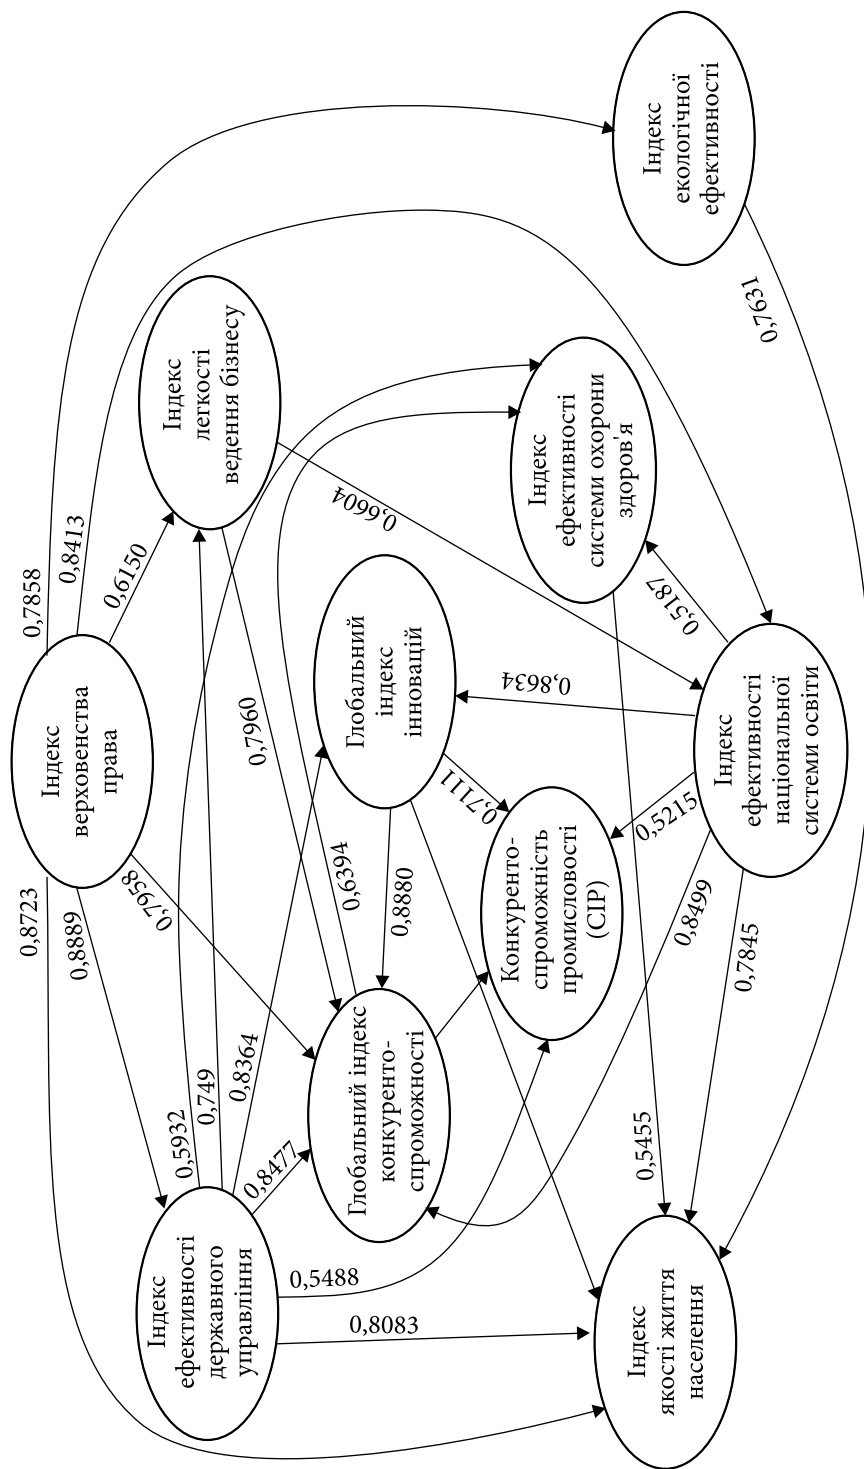 Індекс
верховенства
права
Індекс
екологічної
ефективності
Індекс
легкості
ведення бізнесу
Індекс
ефективності
державного
управління
Глобальний індекс
конкуренто-
спроможності
Глобальний
індекс
інновацій
Індекс
ефективності
системи охорони
здоров'я
Конкуренто-
спроможність
промисловості
(CIP)
Індекс
ефективності
національної
системи освіти
Індекс
якості життя
населення
0,8723
0,8889
0,7958
0,7858
0,8413
0,6150
0,5932
0,749
0,8364
0,8477
0,5488
0,8083
0,7960
0,6604
0,6394
0,8880
0,7111
0,8634
0,5187
0,5215
0,8499
0,7845
0,5455
0,7631